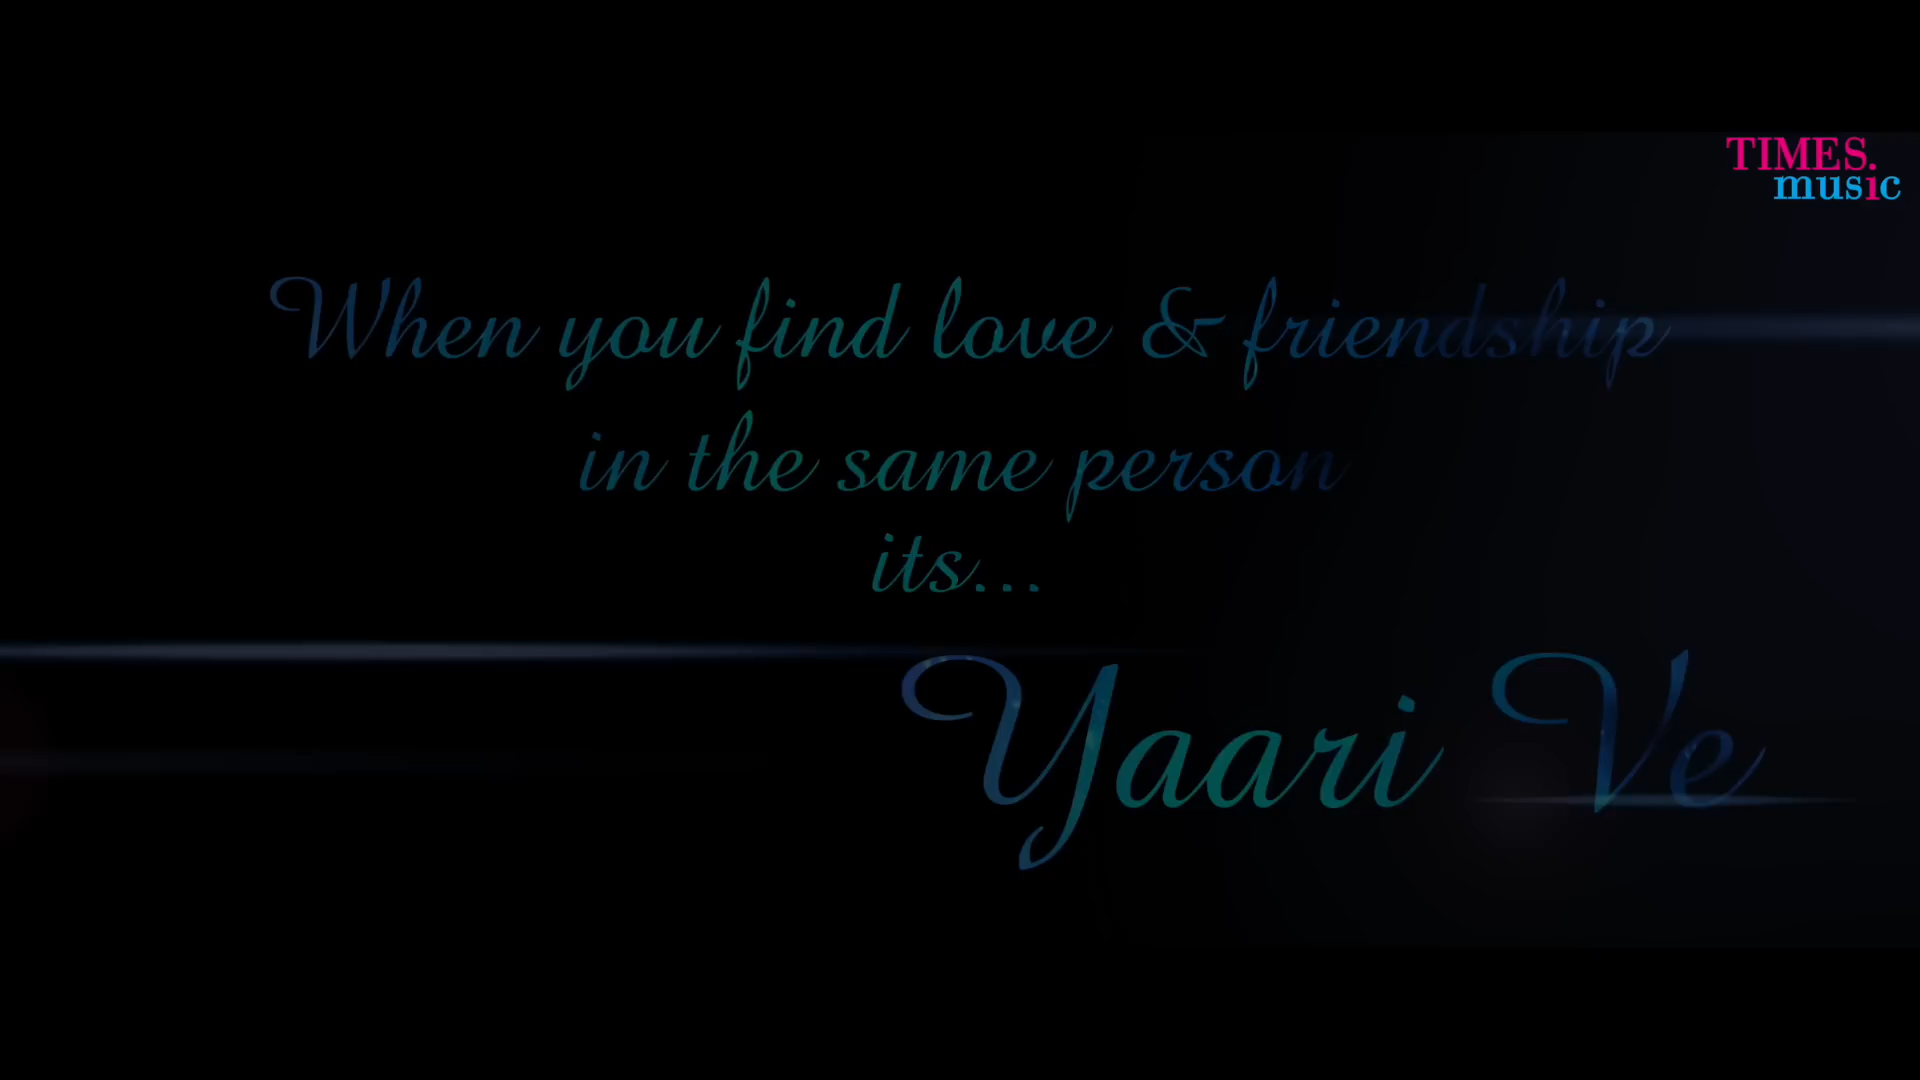 TIMES.
music
When you find love & friendship
in the same person
its...
Yaari Ve